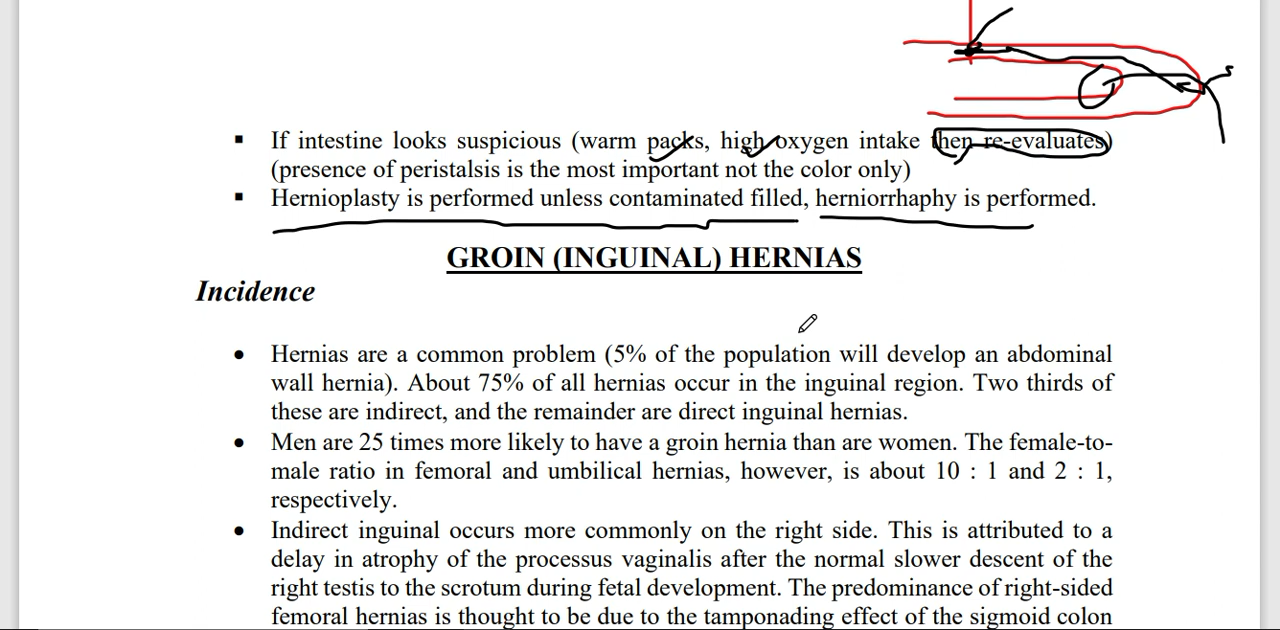 s
▪ If intestine looks suspicious (warm packs, high oxygen intake then re-evaluates)
(presence of peristalsis is the most important not the color only)
▪ Hernioplasty is performed unless contaminated filled, herniorrhaphy is performed.
GROIN (INGUINAL) HERNIAS
Incidence
• Hernias are a common problem (5% of the population will develop an abdominal
wall hernia). About 75% of all hernias occur in the inguinal region. Two thirds of
these are indirect, and the remainder are direct inguinal hernias.
• Men are 25 times more likely to have a groin hernia than are women. The female-to-
male ratio in femoral and umbilical hernias, however, is about 10 : 1 and 2 : 1,
respectively.
• Indirect inguinal occurs more commonly on the right side. This is attributed to a
delay in atrophy of the processus vaginalis after the normal slower descent of the
right testis to the scrotum during fetal development. The predominance of right-sided
femoral hernias is thought to be due to the tamponading effect of the sigmoid colon